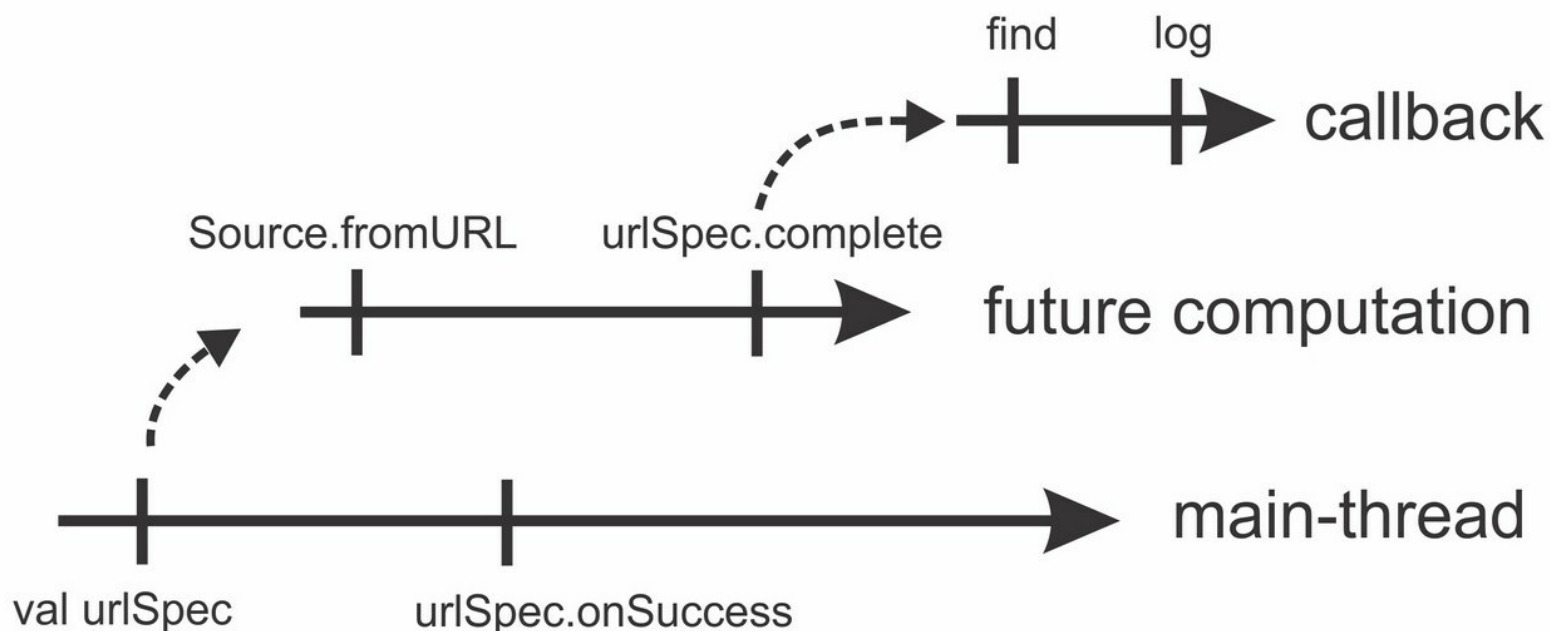 find log
callback
Source.fromURL urlSpec.complete
future computation
main-thread
val urlSpec urlSpec.onSuccess